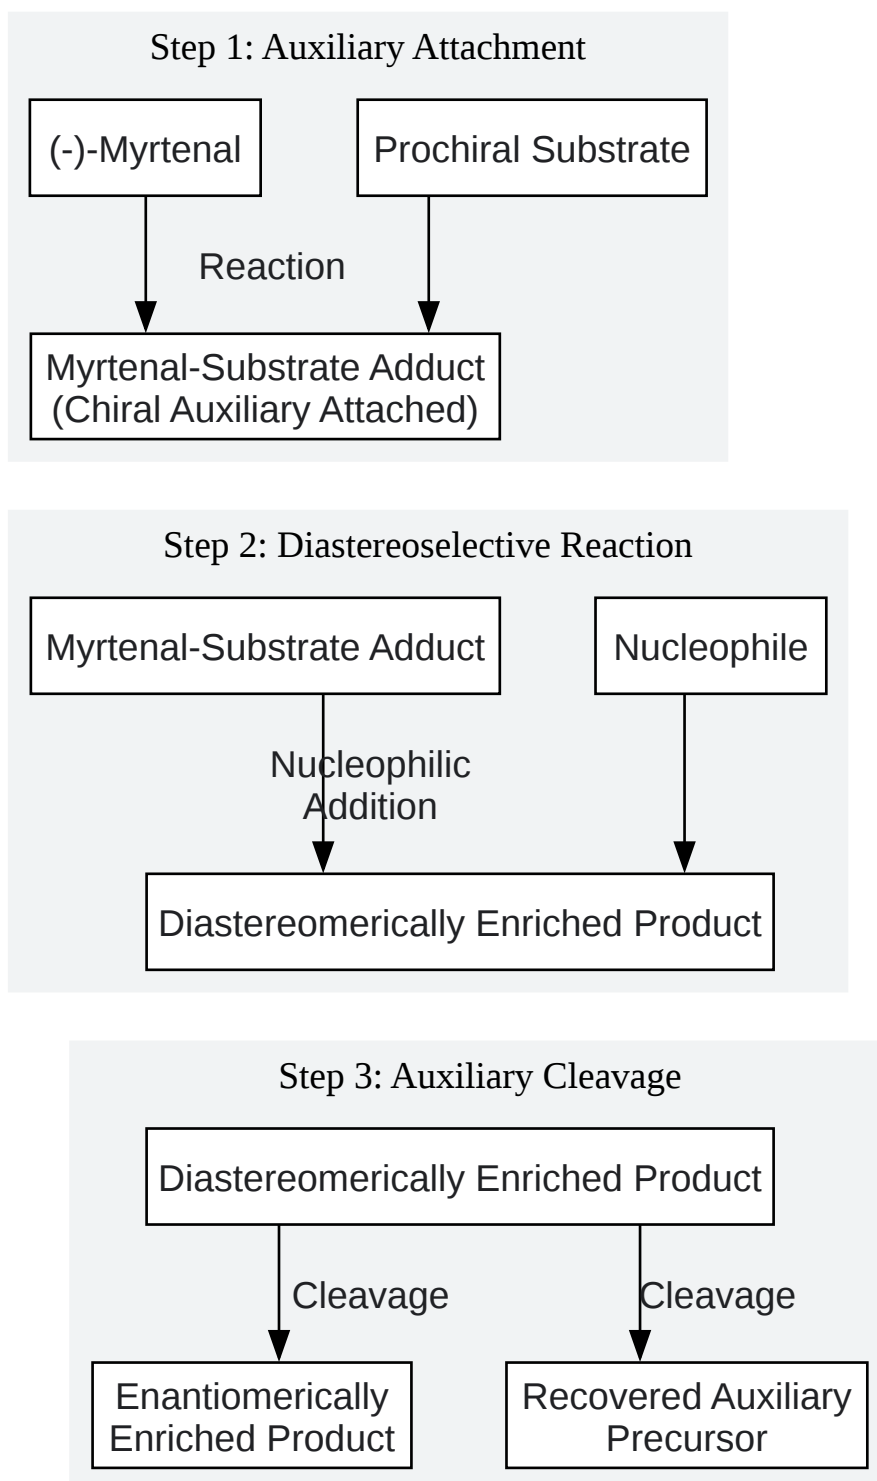 Step 1: Auxiliary Attachment
(-)-Myrtenal
Prochiral Substrate
Reaction
Myrtenal-Substrate Adduct
(Chiral Auxiliary Attached)
Step 2: Diastereoselective Reaction
Myrtenal-Substrate Adduct
Nucleophile
Nucleophilic
Addition
Diastereomerically Enriched Product
Step 3: Auxiliary Cleavage
Diastereomerically Enriched Product
Cleavage
Cleavage
Enantiomerically
Enriched Product
Recovered Auxiliary
Precursor